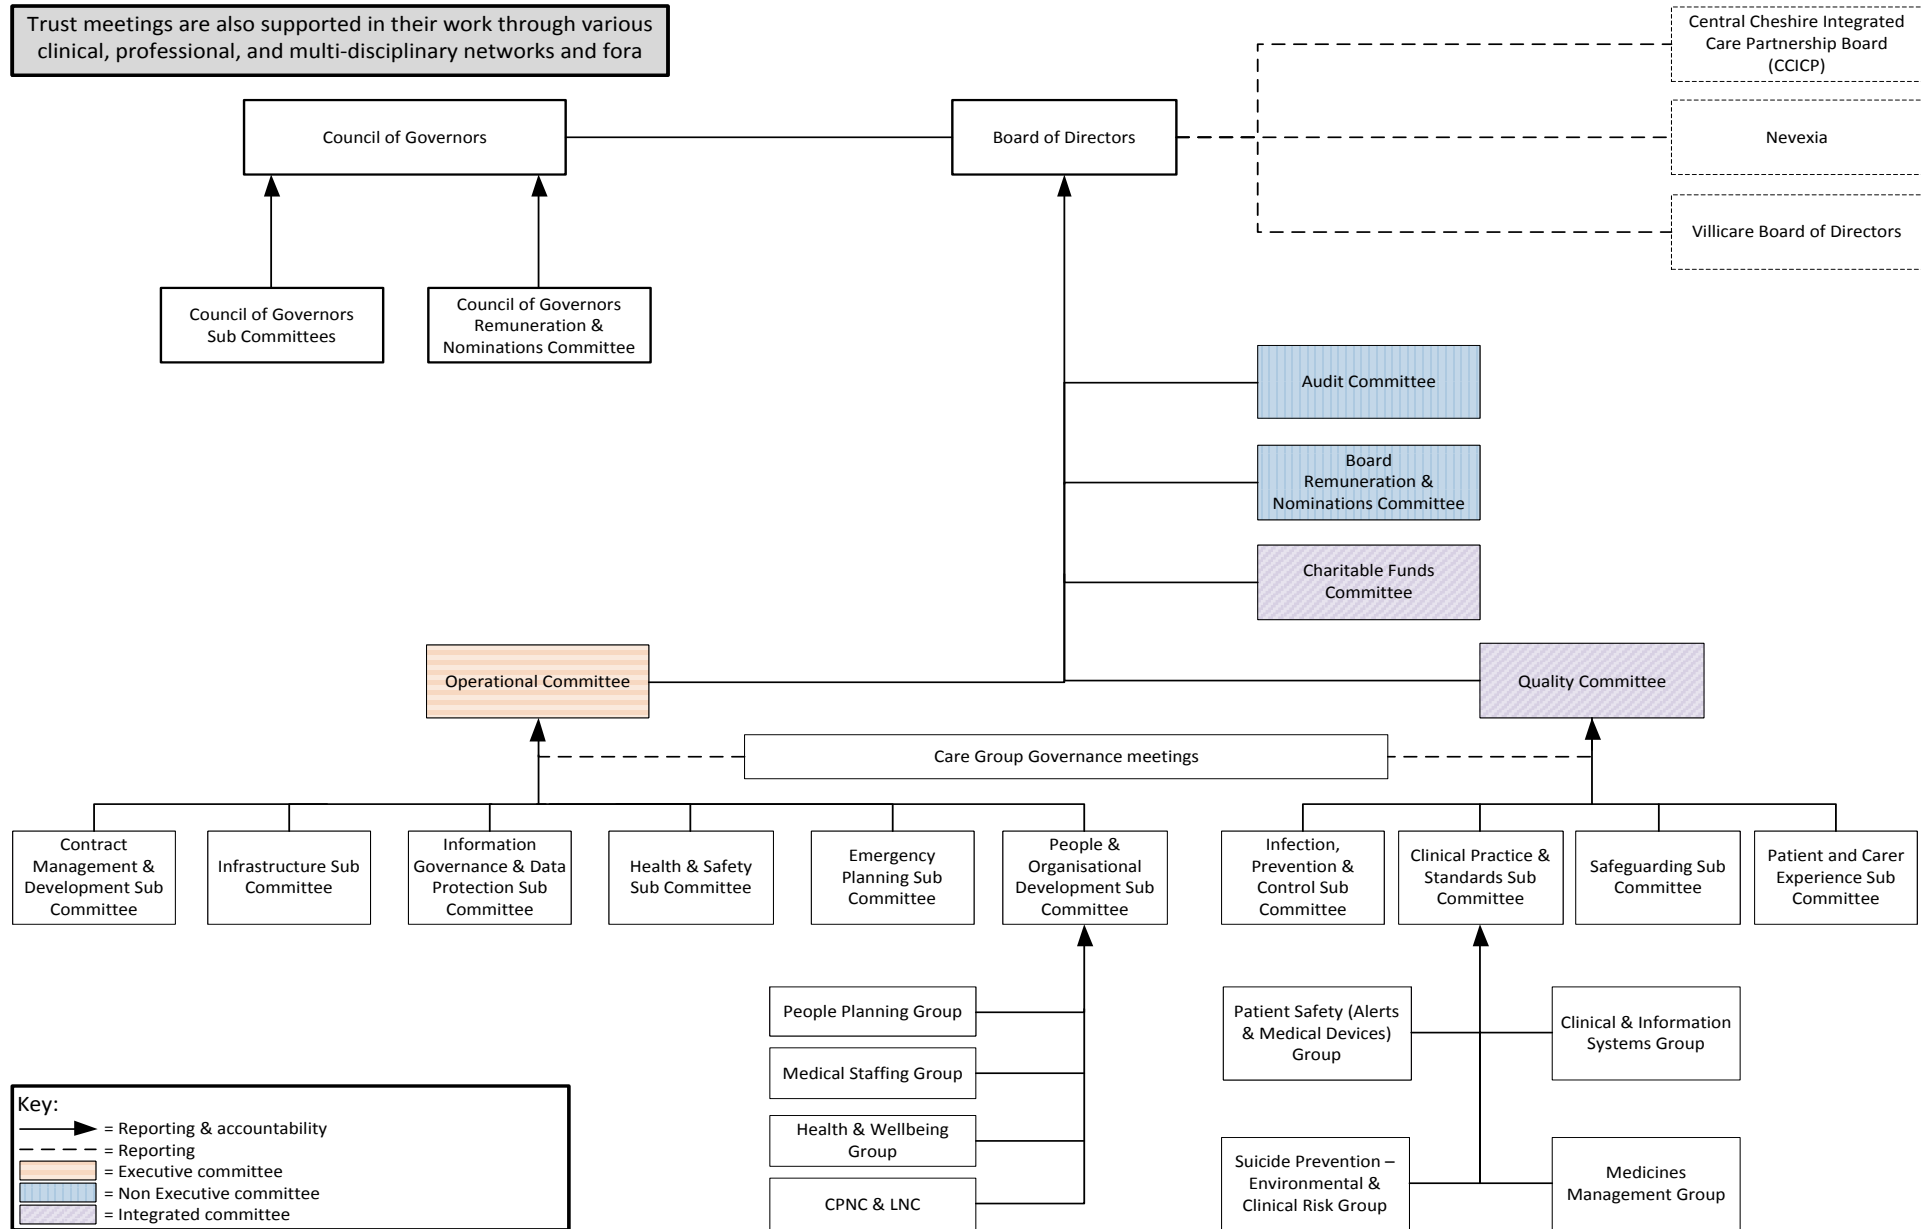 Trust meetings are also supported in their work through various
clinical, professional, and multi-disciplinary networks and fora
Central Cheshire Integrated
Care Partnership Board
(CCICP)
Council of Governors
Board of Directors
Nevexia
Villicare Board of Directors
Council of Governors
Sub Committees
Council of Governors
Remuneration &
Nominations Committee
Audit Committee
Board
Remuneration &
Nominations Committee
Charitable Funds
Committee
Operational Committee
Quality Committee
Care Group Governance meetings
Contract
Management &
Development Sub
Committee
Infrastructure Sub
Committee
Information
Governance & Data
Protection Sub
Committee
Health & Safety
Sub Committee
Emergency
Planning Sub
Committee
People &
Organisational
Development Sub
Committee
Infection,
Prevention &
Control Sub
Committee
Clinical Practice &
Standards Sub
Committee
Safeguarding Sub
Committee
Patient and Carer
Experience Sub
Committee
People Planning Group
Medical Staffing Group
Health & Wellbeing
Group
CPNC & LNC
Patient Safety (Alerts
& Medical Devices)
Group
Clinical & Information
Systems Group
Suicide Prevention –
Environmental &
Clinical Risk Group
Medicines
Management Group
Key:
= Reporting & accountability
= Reporting
= Executive committee
= Non Executive committee
= Integrated committee